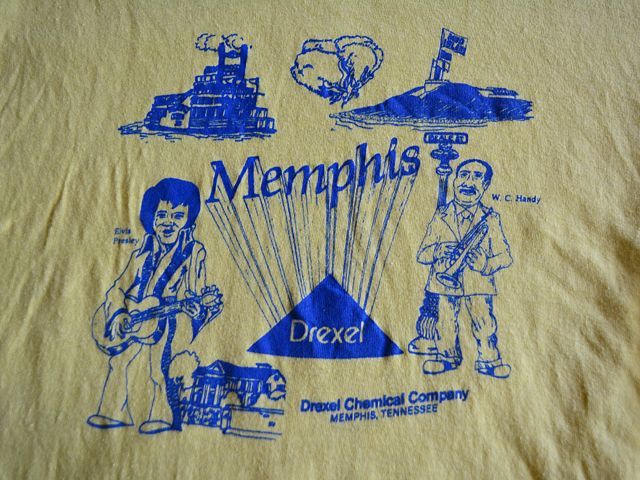 BEALE ST
Memphis
W. C. Handy
Elvis
Presley
Drexel
Drexel Chemical Company
MEMPHIS, TENNESSEE